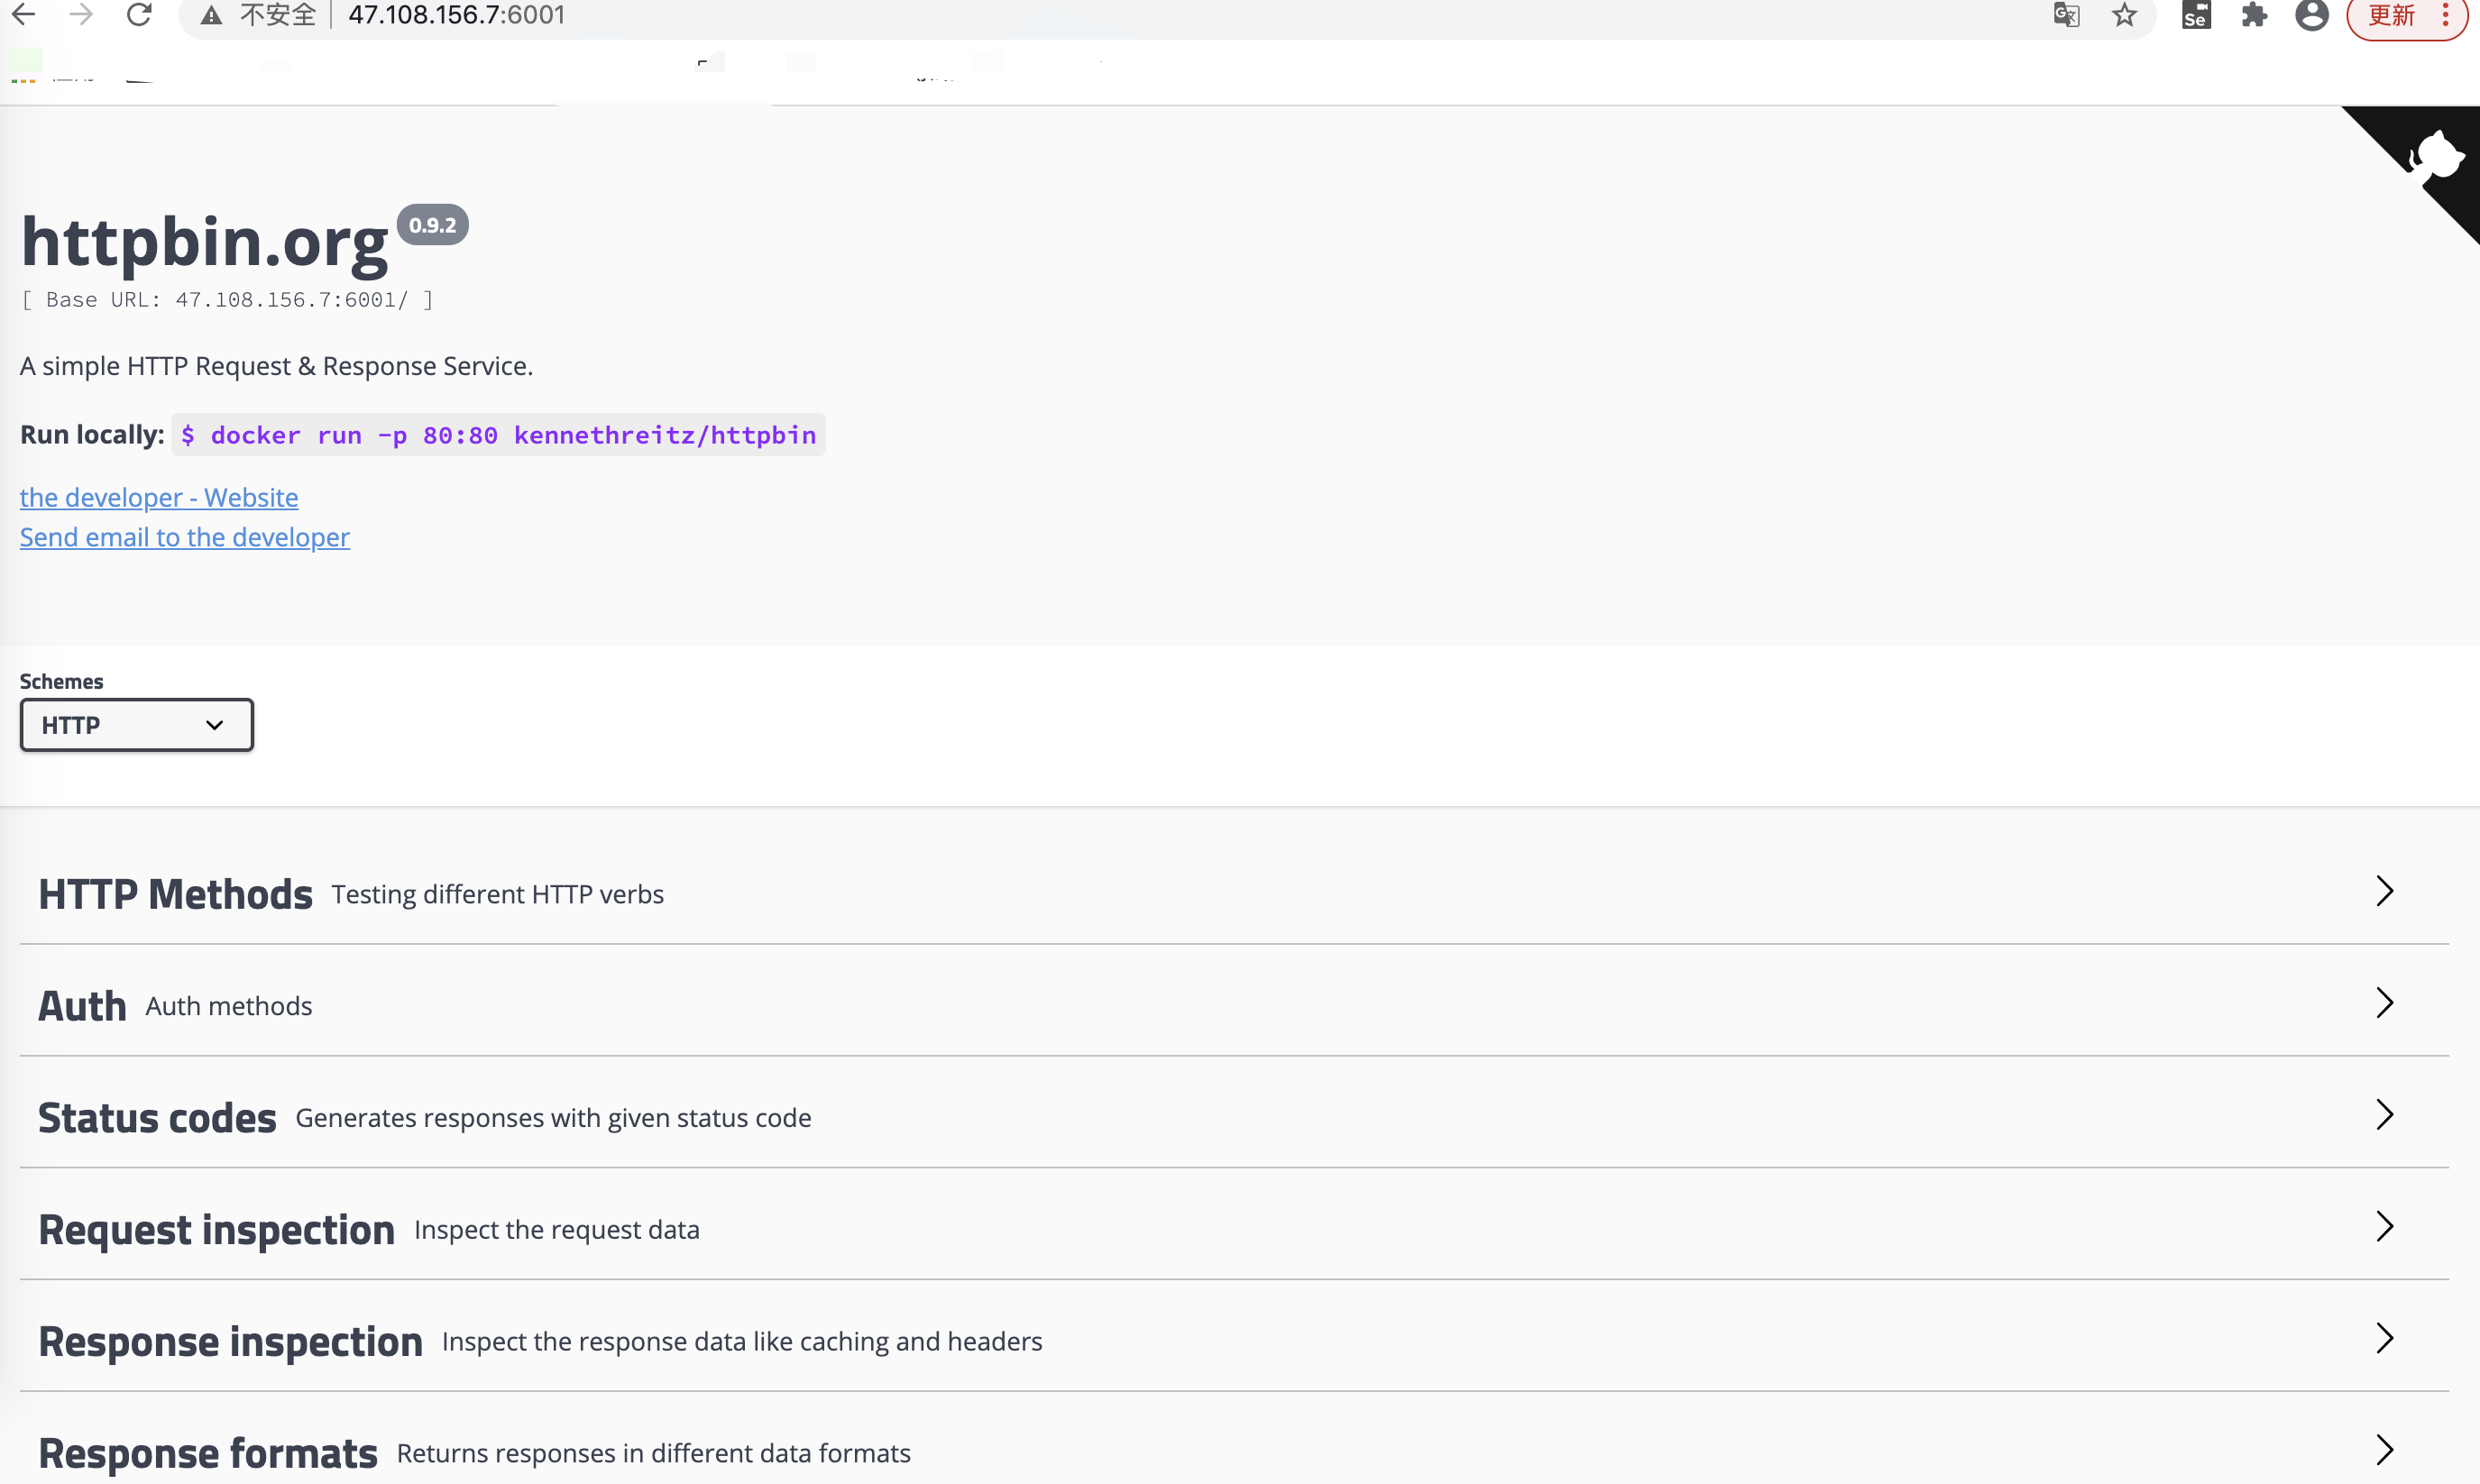 不安全 47.108.156.7:6001 Se 更新
httpbin.org 0.9.2
[ Base URL: 47.108.156.7:6001/ ]
A simple HTTP Request & Response Service.
Run locally: $ docker run -p 80:80 kennethreitz/httpbin
the developer - Website
Send email to the developer
Schemes
HTTP
HTTP Methods Testing different HTTP verbs
Auth Auth methods
Status codes Generates responses with given status code
Request inspection Inspect the request data
Response inspection Inspect the response data like caching and headers
Response formats Returns responses in different data formats